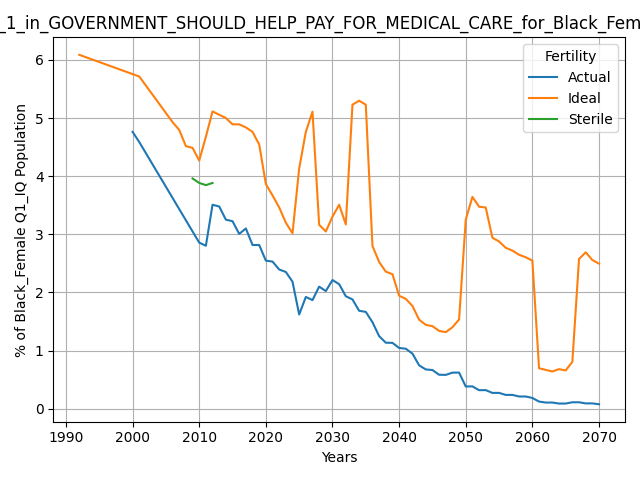 _1_in_GOVERNMENT_SHOULD_HELP_PAY_FOR_MEDICAL_CARE_for_Black_Fem
Fertility
Actual
Ideal
Sterile
% of Black_Female Q1_IQ Population
6
5
4
3
2
1
0
1990 2000 2010 2020 2030 2040 2050 2060 2070
Years